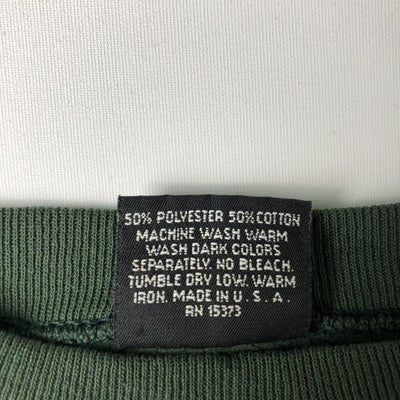 50% POLYESTER 50% COTTON
MACHINE WASH WARM
WASH DARK COLORS
SEPARATELY. NO BLEACH.
TUMBLE DRY LOW. WARM
IRON. MADE IN U.S.A.
RN 15373